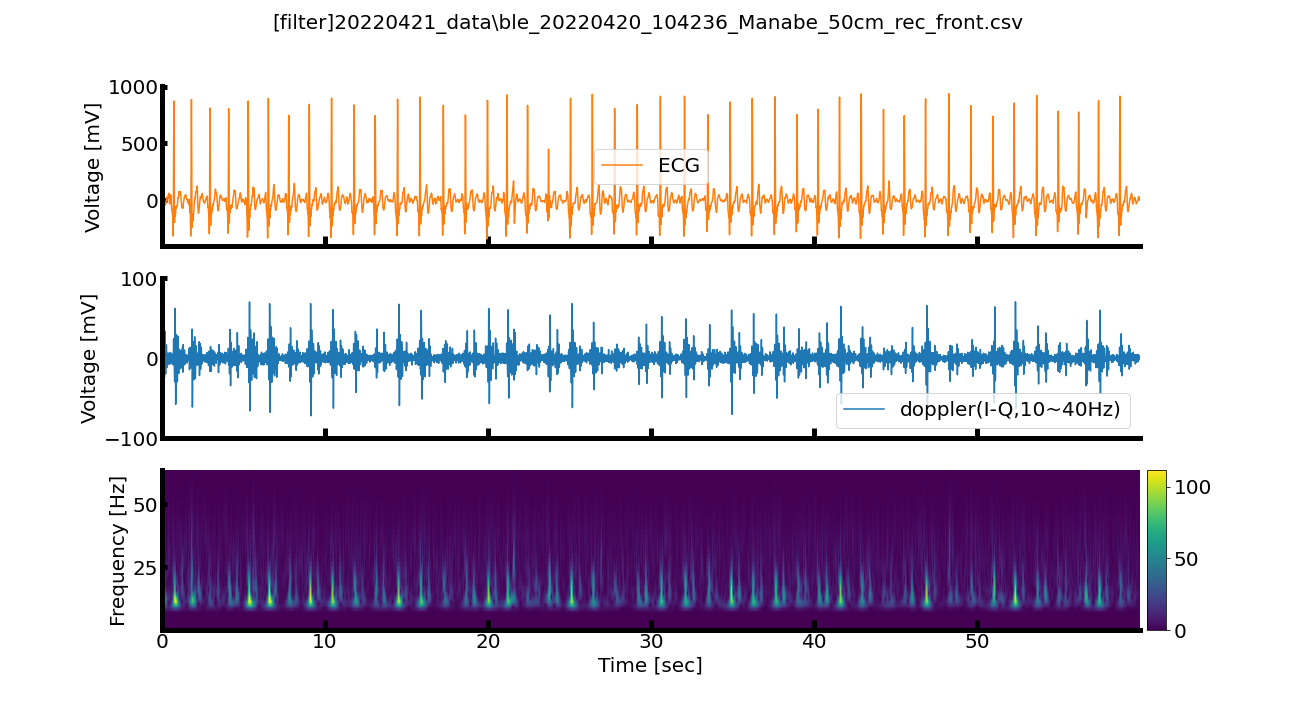 [filter]20220421_data\ble_20220420_104236_Manabe_50cm_rec_front.csv
1000
500
0
Voltage [mV]
ECG
100
0
−100
Voltage [mV]
doppler(I-Q,10~40Hz)
50
25
Frequency [Hz]
100
50
0
0 10 20 30 40 50
Time [sec]